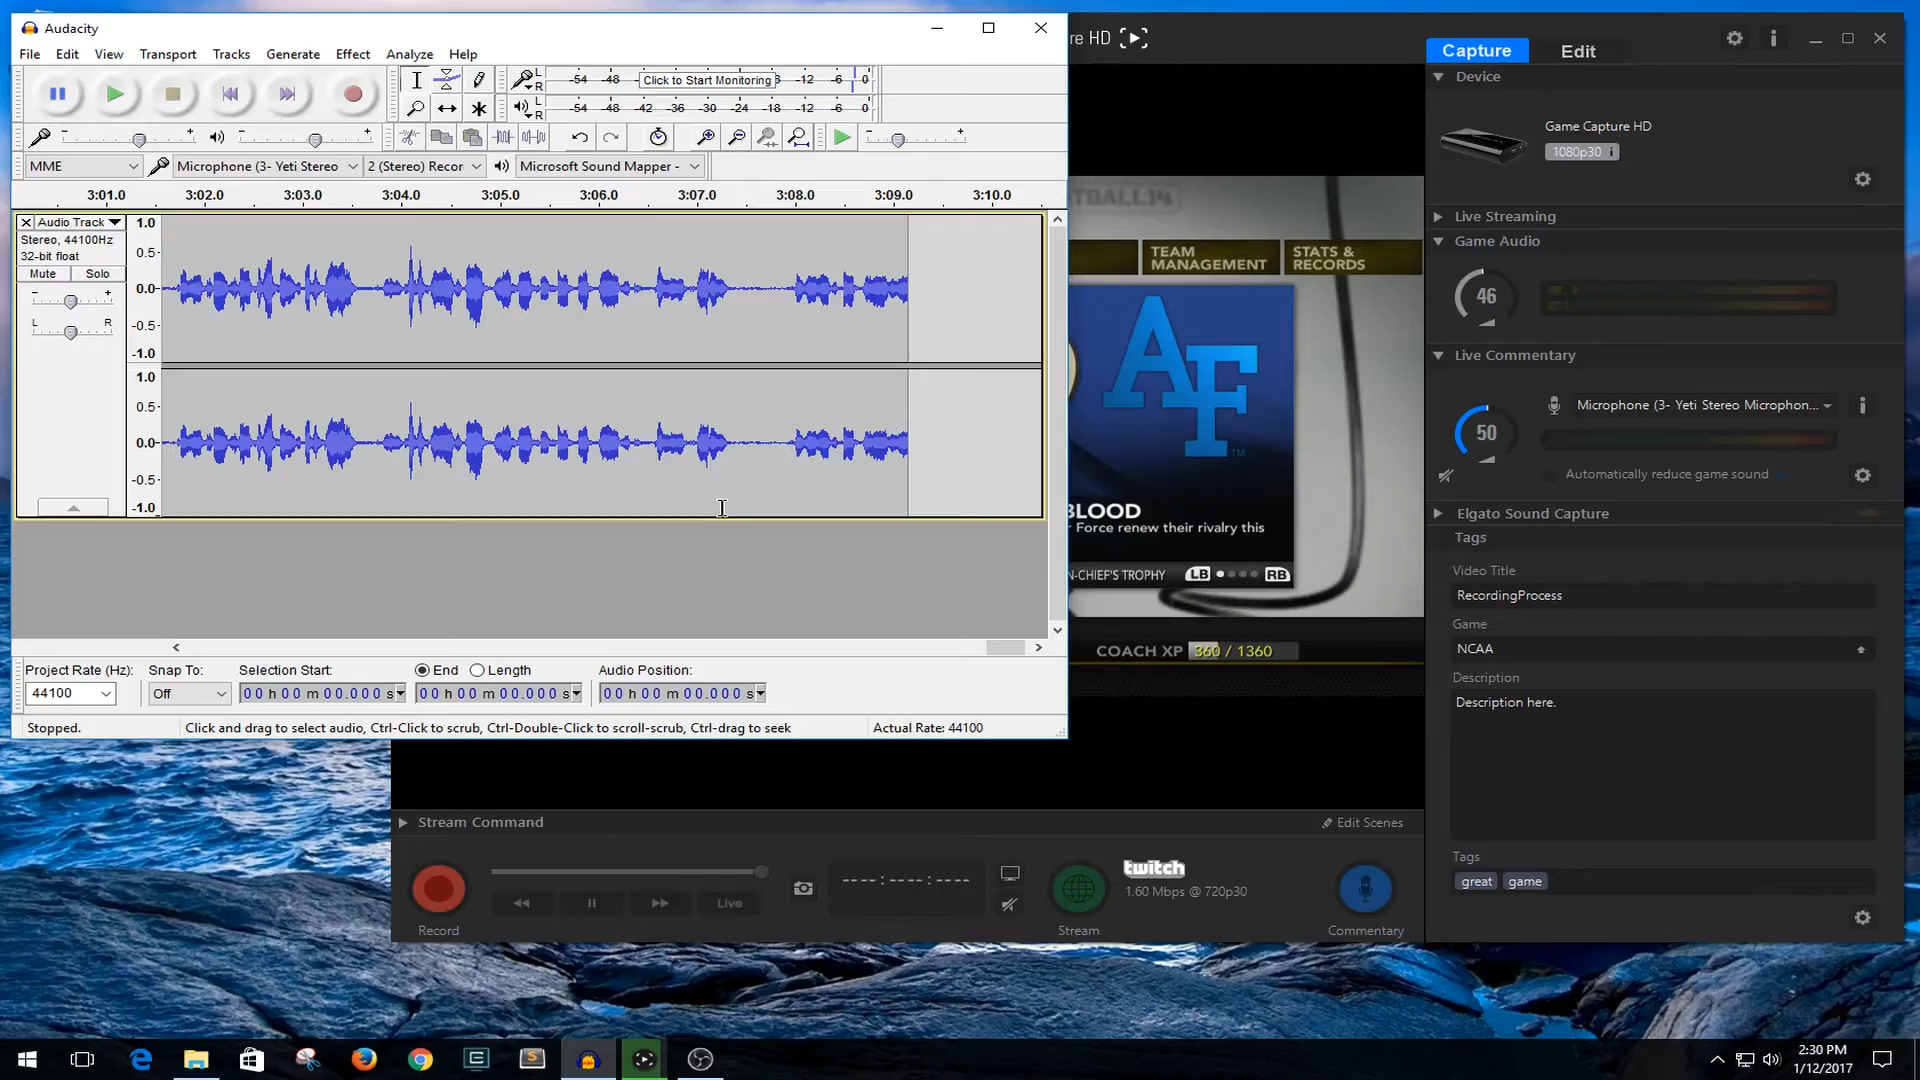 Audacity
File Edit View Transport Tracks Generate Effect Analyze Help
-54 -48 Click to Start Monitoring -12 -6 0
-54 -48 -42 -36 -30 -24 -18 -12 -6 0
L
R
L
R
MME Microphone (3- Yeti Stereo 2 (Stereo) Recor Microsoft Sound Mapper -
3:01.0 3:02.0 3:03.0 3:04.0 3:05.0 3:06.0 3:07.0 3:08.0 3:09.0 3:10.0
Audio Track
Stereo, 44100Hz
32-bit float
Mute Solo
- +
L R
1.0
0.5
0.0
-0.5
-1.0
1.0
0.5
0.0
-0.5
-1.0
Project Rate (Hz): Snap To: Selection Start: End Length Audio Position:
44100 Off 00 h 00 m 00.000 s 00 h 00 m 00.000 s 00 h 00 m 00.000 s
Stopped. Click and drag to select audio, Ctrl-Click to scrub, Ctrl-Double-Click to scroll-scrub, Ctrl-drag to seek Actual Rate: 44100
re HD
TBALL14
TEAM
MANAGEMENT
STATS &
RECORDS
AF
TM
BLOOD
r Force renew their rivalry this
N-CHIEF'S TROPHY LB RB
COACH XP 360 / 1360
Capture Edit
Device
Game Capture HD
1080p30 i
Live Streaming
Game Audio
46
Live Commentary
Microphone (3- Yeti Stereo Microphon...
50
Automatically reduce game sound
Elgato Sound Capture
Tags
Video Title
RecordingProcess
Game
NCAA
Description
Description here.
Tags
great game
Stream Command Edit Scenes
Live
----:----:----
twitch
1.60 Mbps @ 720p30
Record Stream Commentary
2:30 PM
1/12/2017